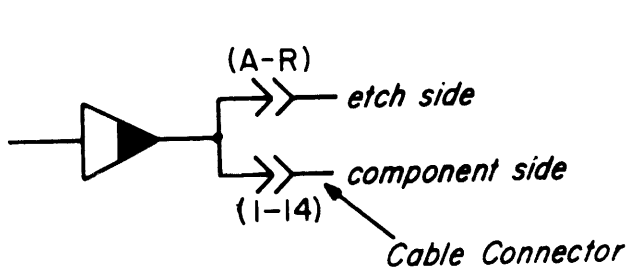 (A-R)
etch side
component side
(1-14)
Cable Connector